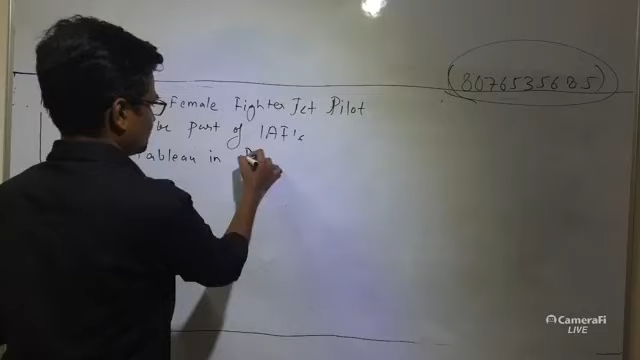 8076535685
Female Fighter Jet Pilot
be part of IAF's
Tableau in
CameraFi
LIVE